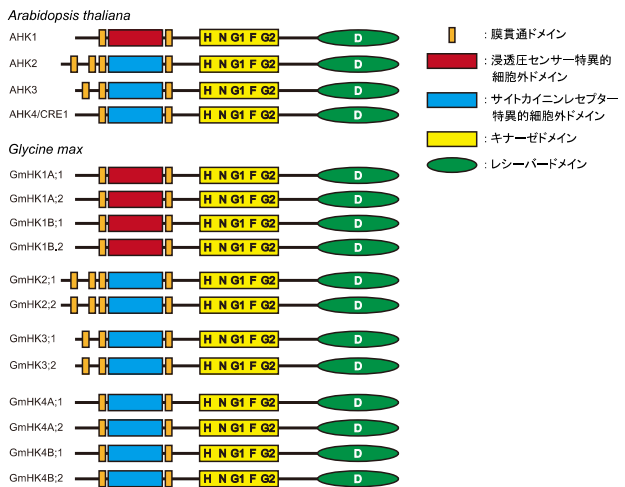 Arabidopsis thaliana
AHK1 H N G1 F G2 D
AHK2 H N G1 F G2 D
AHK3 H N G1 F G2 D
AHK4/CRE1 H N G1 F G2 D
Glycine max
GmHK1A;1 H N G1 F G2 D
GmHK1A;2 H N G1 F G2 D
GmHK1B;1 H N G1 F G2 D
GmHK1B.2 H N G1 F G2 D
GmHK2;1 H N G1 F G2 D
GmHK2;2 H N G1 F G2 D
GmHK3;1 H N G1 F G2 D
GmHK3;2 H N G1 F G2 D
GmHK4A;1 H N G1 F G2 D
GmHK4A;2 H N G1 F G2 D
GmHK4B;1 H N G1 F G2 D
GmHK4B;2 H N G1 F G2 D
: 膜貫通ドメイン
: 浸透圧センサー特異的
細胞外ドメイン
: サイトカイニンレセプター
特異的細胞外ドメイン
: キナーゼドメイン
: レシーバードメイン